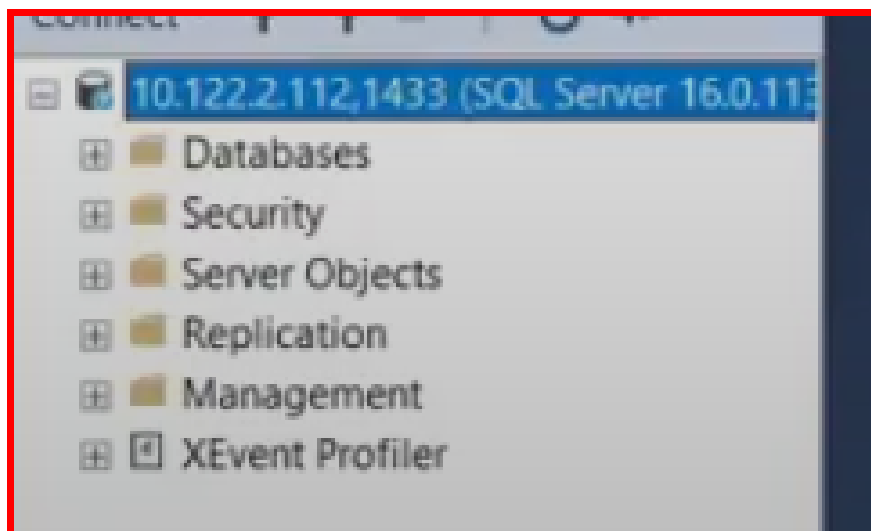 Connect
10.122.2.112,1433 (SQL Server 16.0.113
Databases
Security
Server Objects
Replication
Management
XEvent Profiler